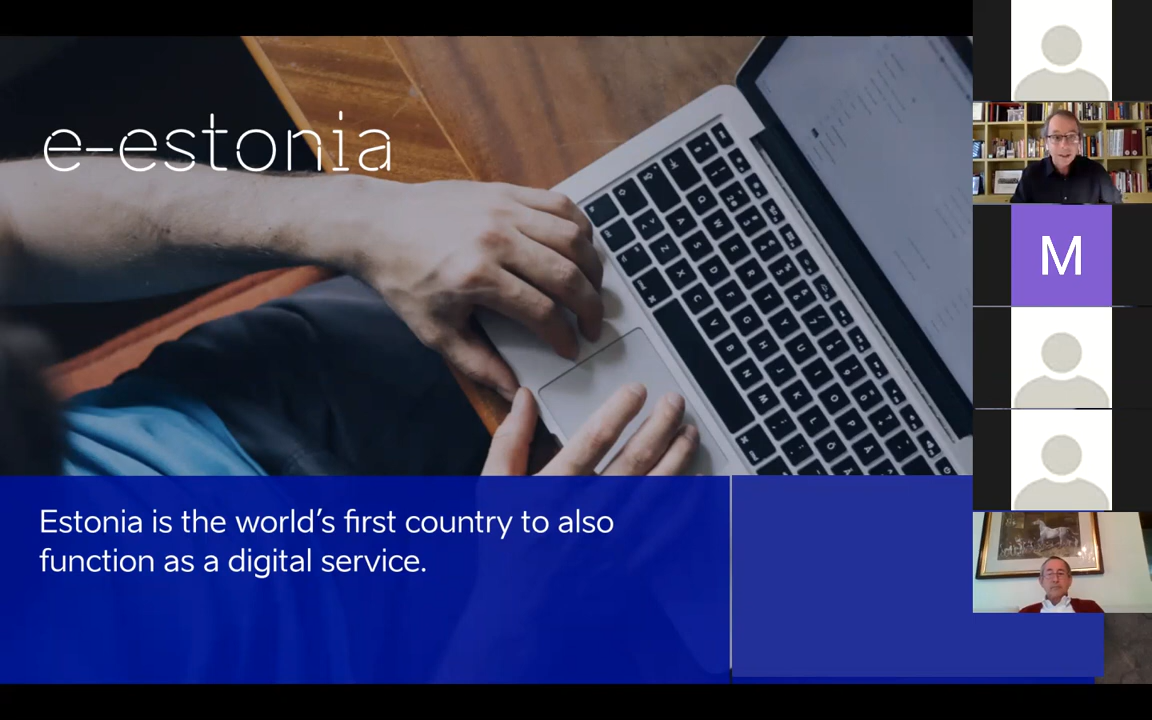 e-estonia
Estonia is the world's first country to also
function as a digital service.
M